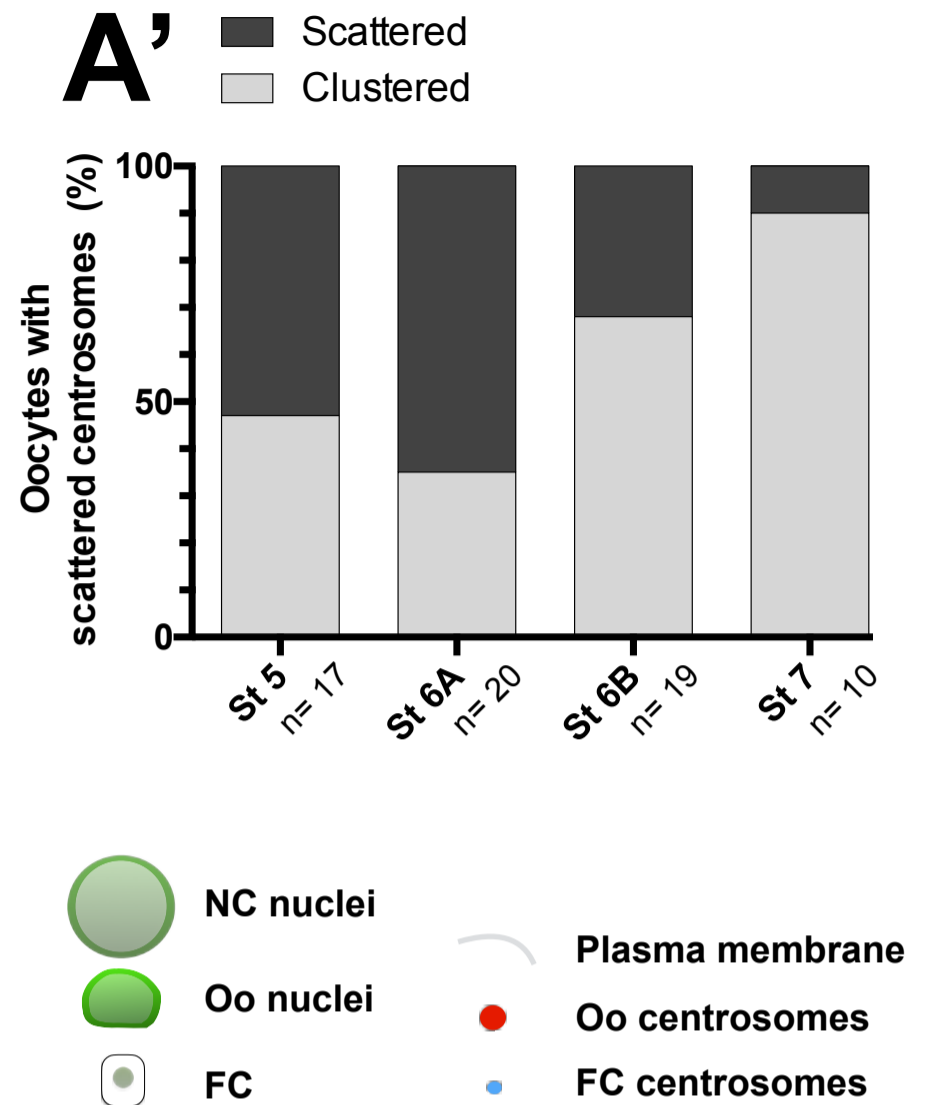 A’
Scattered
Clustered
Oocytes with
scattered centrosomes (%)
100
50
0
St 5
n= 17
St 6A
n= 20
St 6B
n= 19
St 7
n= 10
NC nuclei
Oo nuclei
FC
Plasma membrane
Oo centrosomes
FC centrosomes